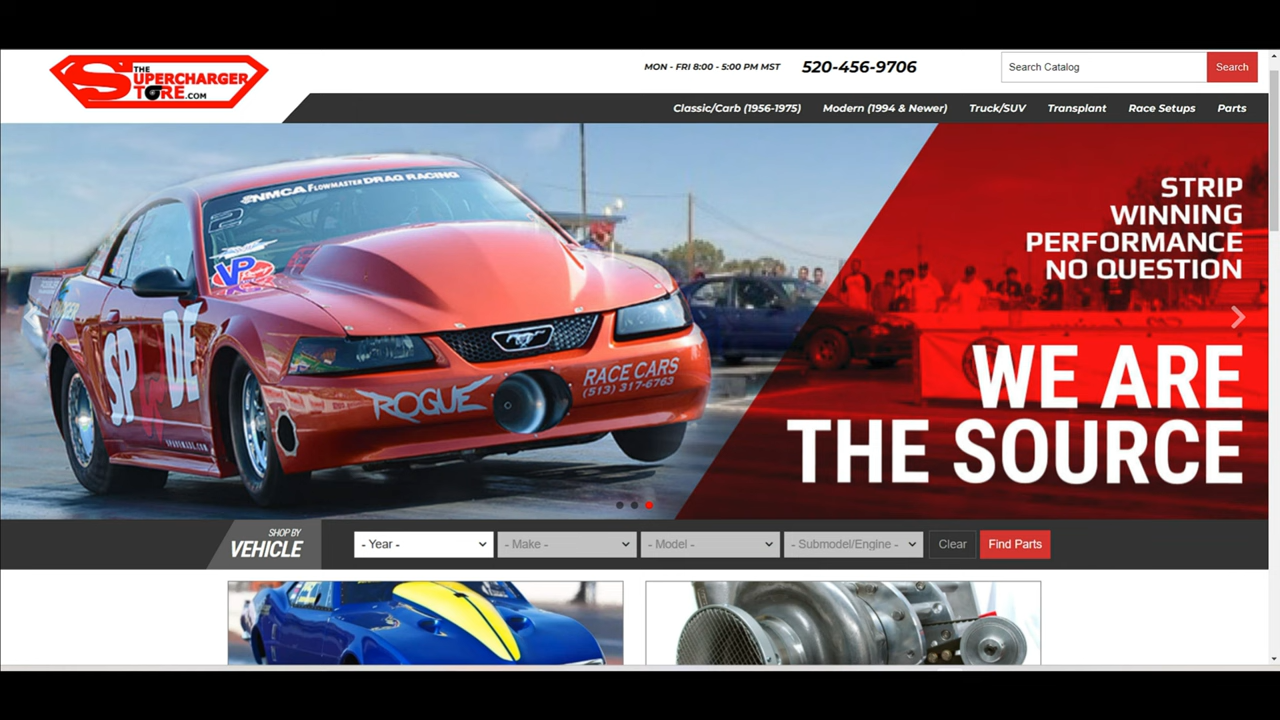 THE
SUPERCHARGER
STORE.COM
MON - FRI 8:00 - 5:00 PM MST
520-456-9706
Search Catalog
Search
Classic/Carb (1956-1975)
Modern (1994 & Newer)
Truck/SUV
Transplant
Race Setups
Parts
NMCA FLOWMASTER DRAG RACING
VP
SP DE
ROGUE
RACE CARS
(513) 317-6763
STRIP
WINNING
PERFORMANCE
NO QUESTION
WE ARE
THE SOURCE
SHOP BY
VEHICLE
- Year -
- Make -
- Model -
- Submodel/Engine -
Clear
Find Parts